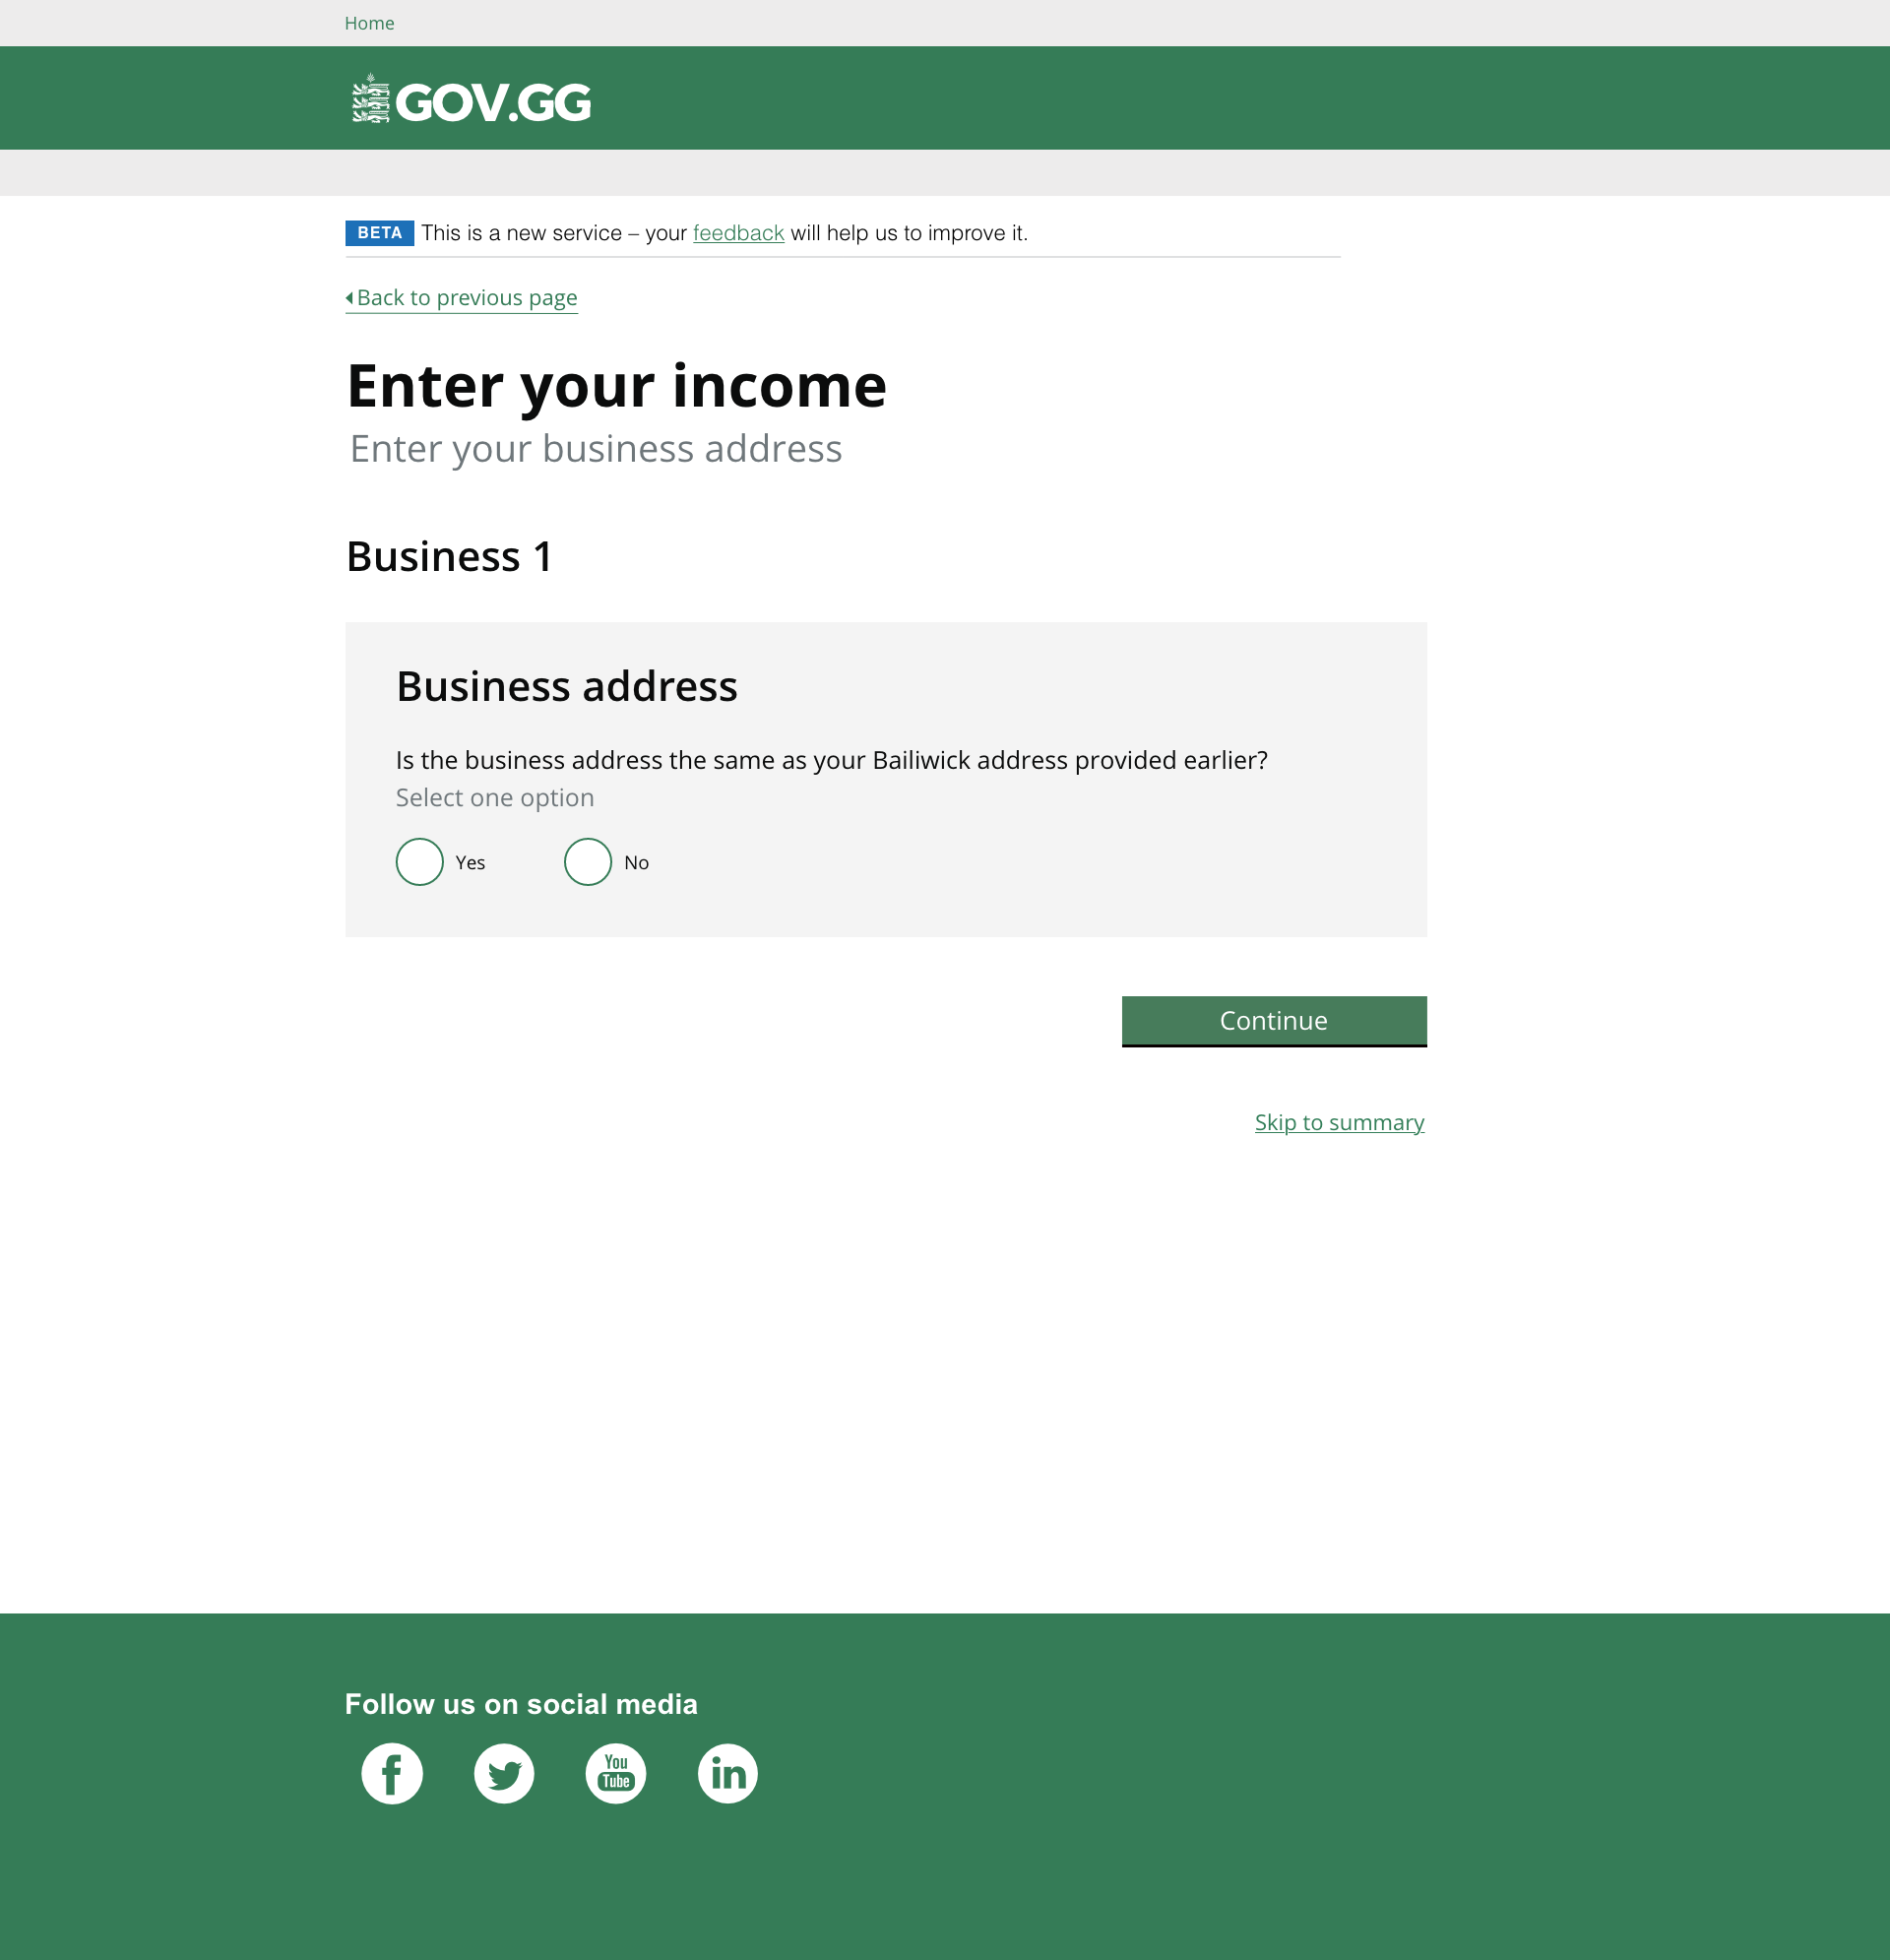 Home
GOV.GG
BETA This is a new service – your feedback will help us to improve it.
Back to previous page
Enter your income
Enter your business address
Business 1
Business address
Is the business address the same as your Bailiwick address provided earlier?
Select one option
Yes No
Continue
Skip to summary
Follow us on social media
f You Tube in